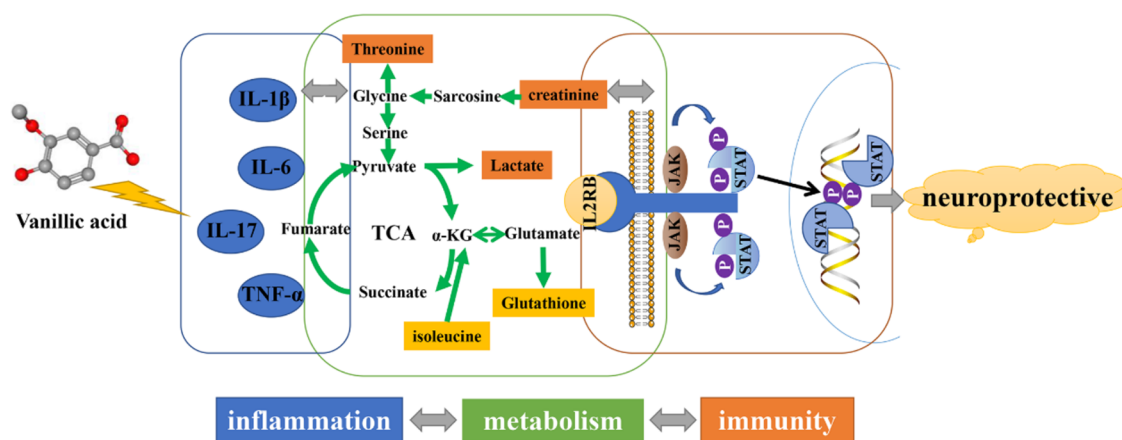 Threonine
IL-1β
Glycine
Sarcosine
creatinine
Serine
IL-6
Pyruvate
Lactate
Vanillic acid
IL-17
Fumarate
TCA
α-KG
Glutamate
TNF-α
Succinate
Glutathione
isoleucine
IL2RB
JAK
JAK
P
P
STAT
P
P
STAT
P
P
STAT
STAT
neuroprotective
inflammation
metabolism
immunity